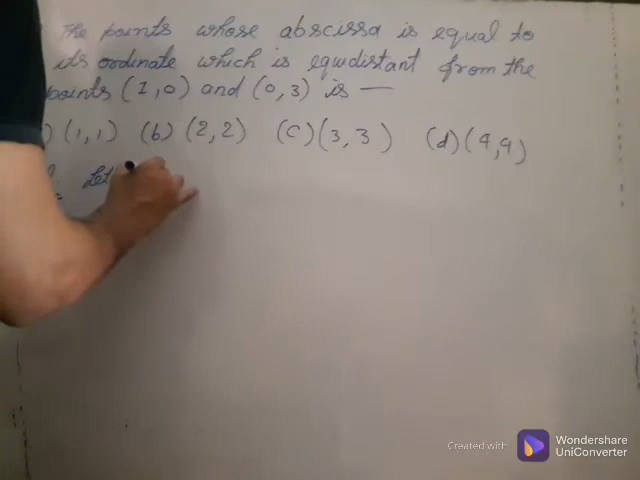 The points whose abscissa is equal to
its ordinate which is equidistant from the
points (1,0) and (0,3) is —
) (1,1) (b) (2,2) (c) (3,3) (d) (4,4)
Let
Created with Wondershare UniConverter